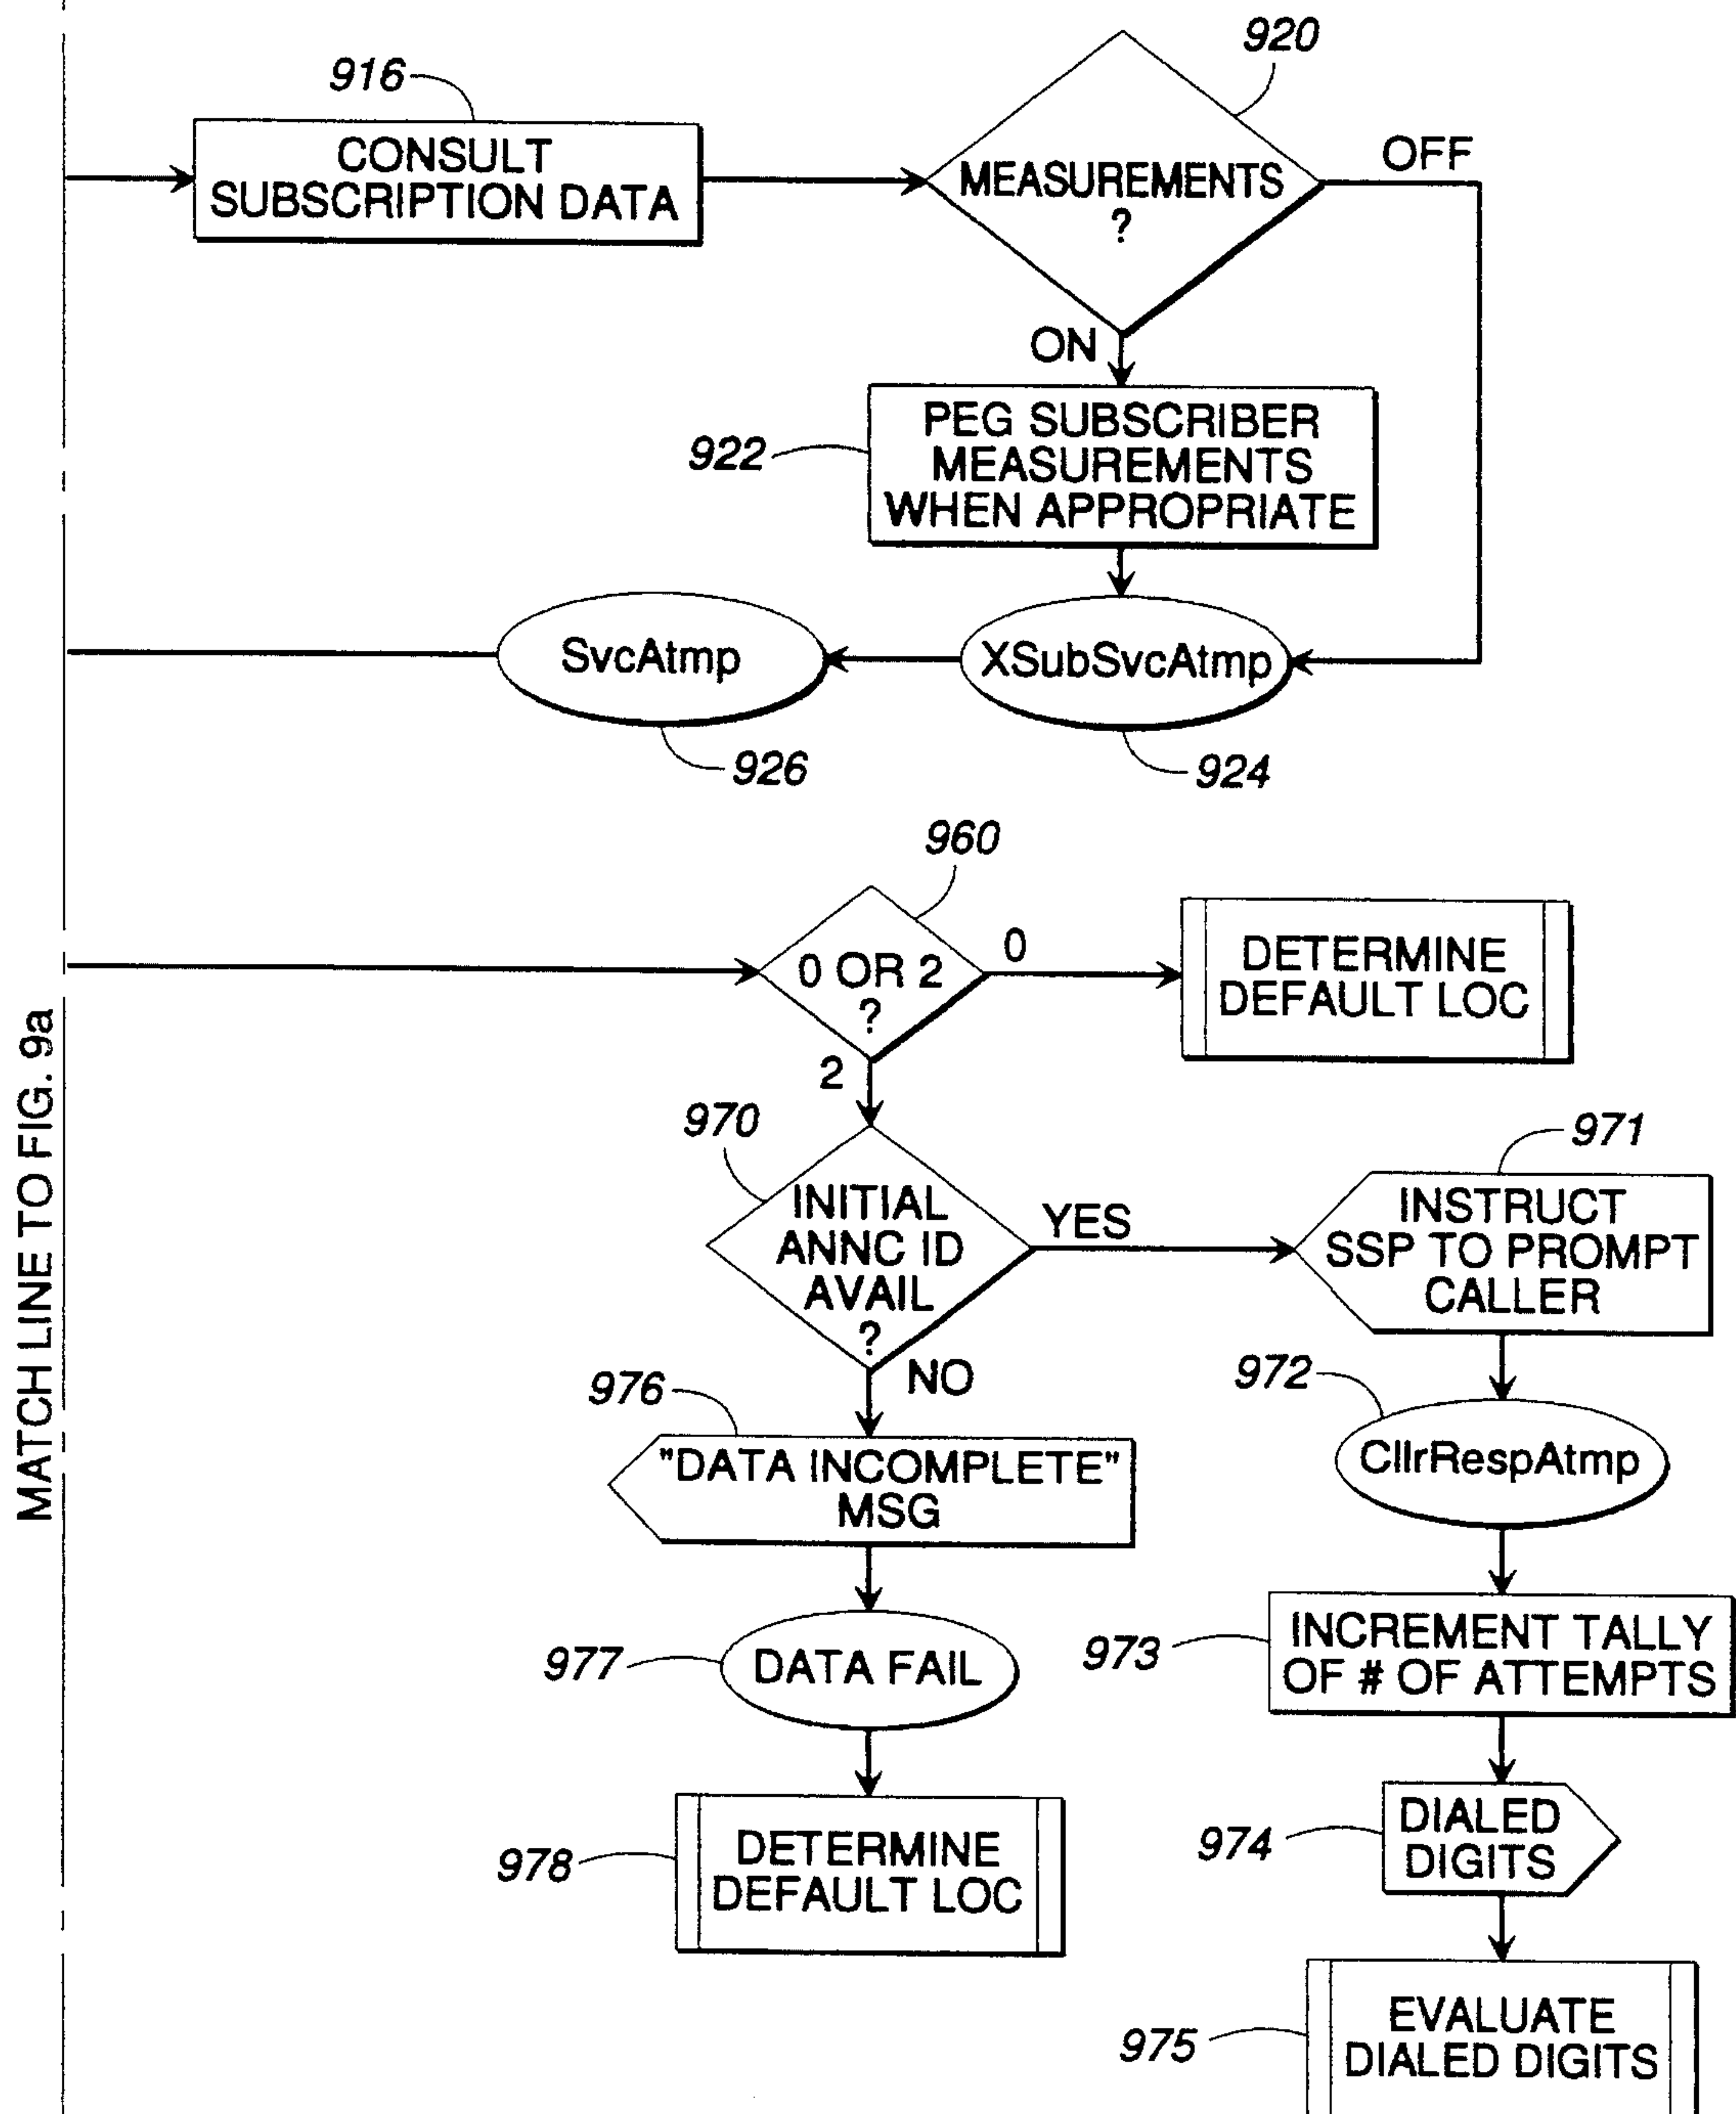 916
CONSULT
SUBSCRIPTION DATA
920
MEASUREMENTS
?
OFF
ON
922
PEG SUBSCRIBER
MEASUREMENTS
WHEN APPROPRIATE
SvcAtmp
XSubSvcAtmp
926
924
960
0 OR 2
?
0
DETERMINE
DEFAULT LOC
2
MATCH LINE TO FIG. 9a
970
INITIAL
ANNC ID
AVAIL
?
YES
971
INSTRUCT
SSP TO PROMPT
CALLER
NO
972
CllrRespAtmp
976
"DATA INCOMPLETE"
MSG
977
DATA FAIL
973
INCREMENT TALLY
OF # OF ATTEMPTS
978
DETERMINE
DEFAULT LOC
974
DIALED
DIGITS
975
EVALUATE
DIALED DIGITS